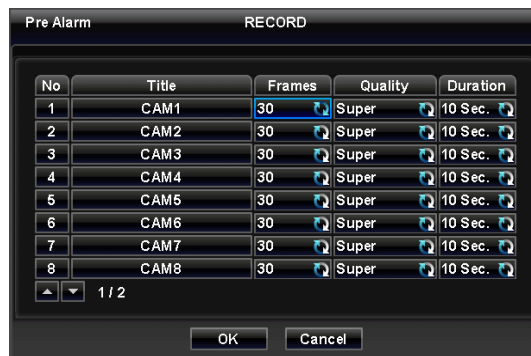 Pre Alarm RECORD
No Title Frames Quality Duration
1 CAM1 30 Super 10 Sec.
2 CAM2 30 Super 10 Sec.
3 CAM3 30 Super 10 Sec.
4 CAM4 30 Super 10 Sec.
5 CAM5 30 Super 10 Sec.
6 CAM6 30 Super 10 Sec.
7 CAM7 30 Super 10 Sec.
8 CAM8 30 Super 10 Sec.
1 / 2
OK Cancel